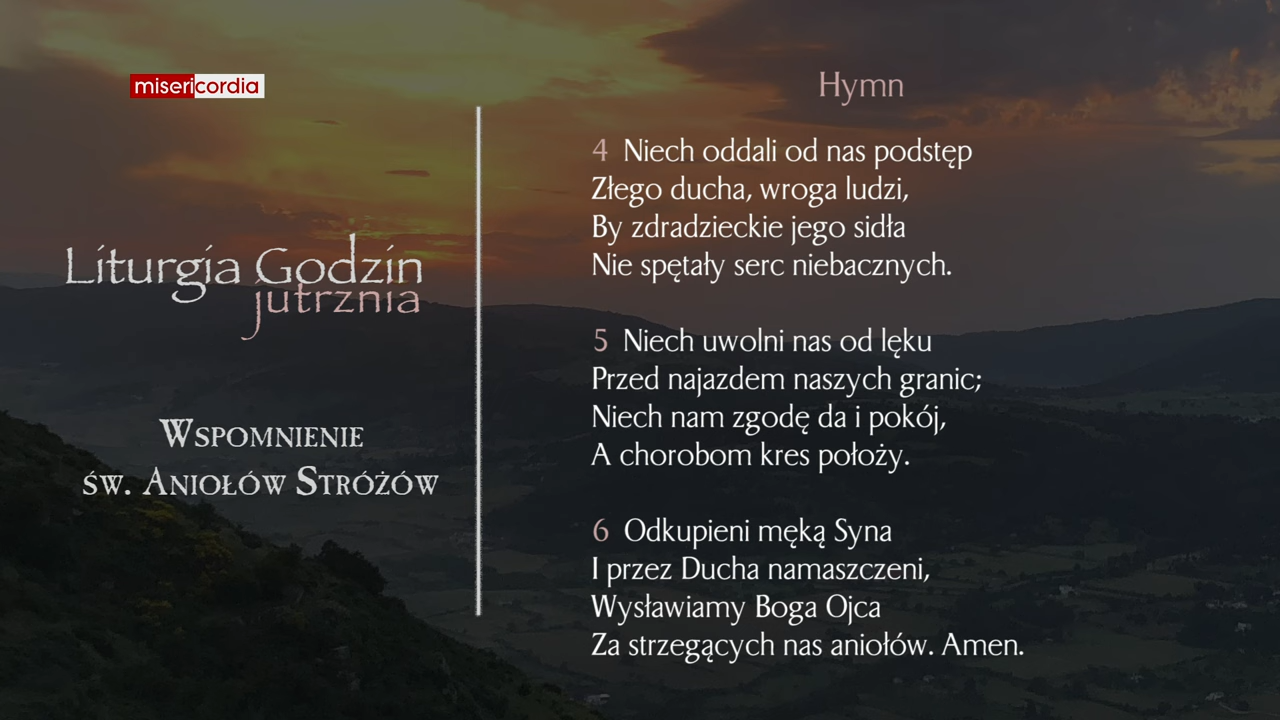 misericordia
Liturgia Godzin
jutrznia
Wspomnienie
św. Aniołów Stróżów
Hymn
4 Niech oddali od nas podstęp
Złego ducha, wroga ludzi,
By zdradzieckie jego sidła
Nie spętały serc niebacznych.
5 Niech uwolni nas od lęku
Przed najazdem naszych granic;
Niech nam zgodę da i pokój,
A chorobom kres położy.
6 Odkupieni męką Syna
I przez Ducha namaszczeni,
Wysławiamy Boga Ojca
Za strzegących nas aniołów. Amen.